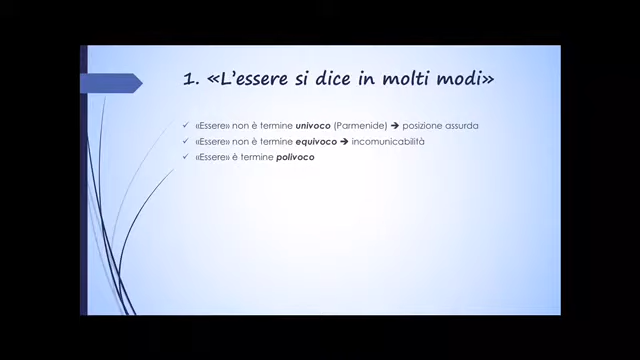 1. «L'essere si dice in molti modi»
✓ «Essere» non è termine univoco (Parmenide) ➔ posizione assurda
✓ «Essere» non è termine equivoco ➔ incomunicabilità
✓ «Essere» è termine polivoco